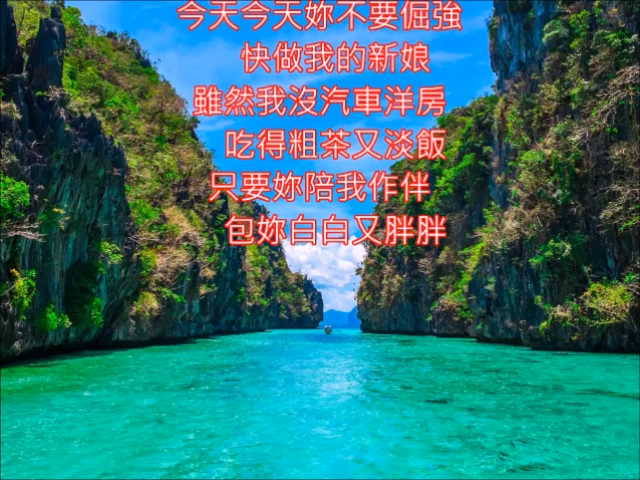 今天今天妳不要倔強
快做我的新娘
雖然我沒汽車洋房
吃得粗茶又淡飯
只要妳陪我作伴
包妳白白又胖胖